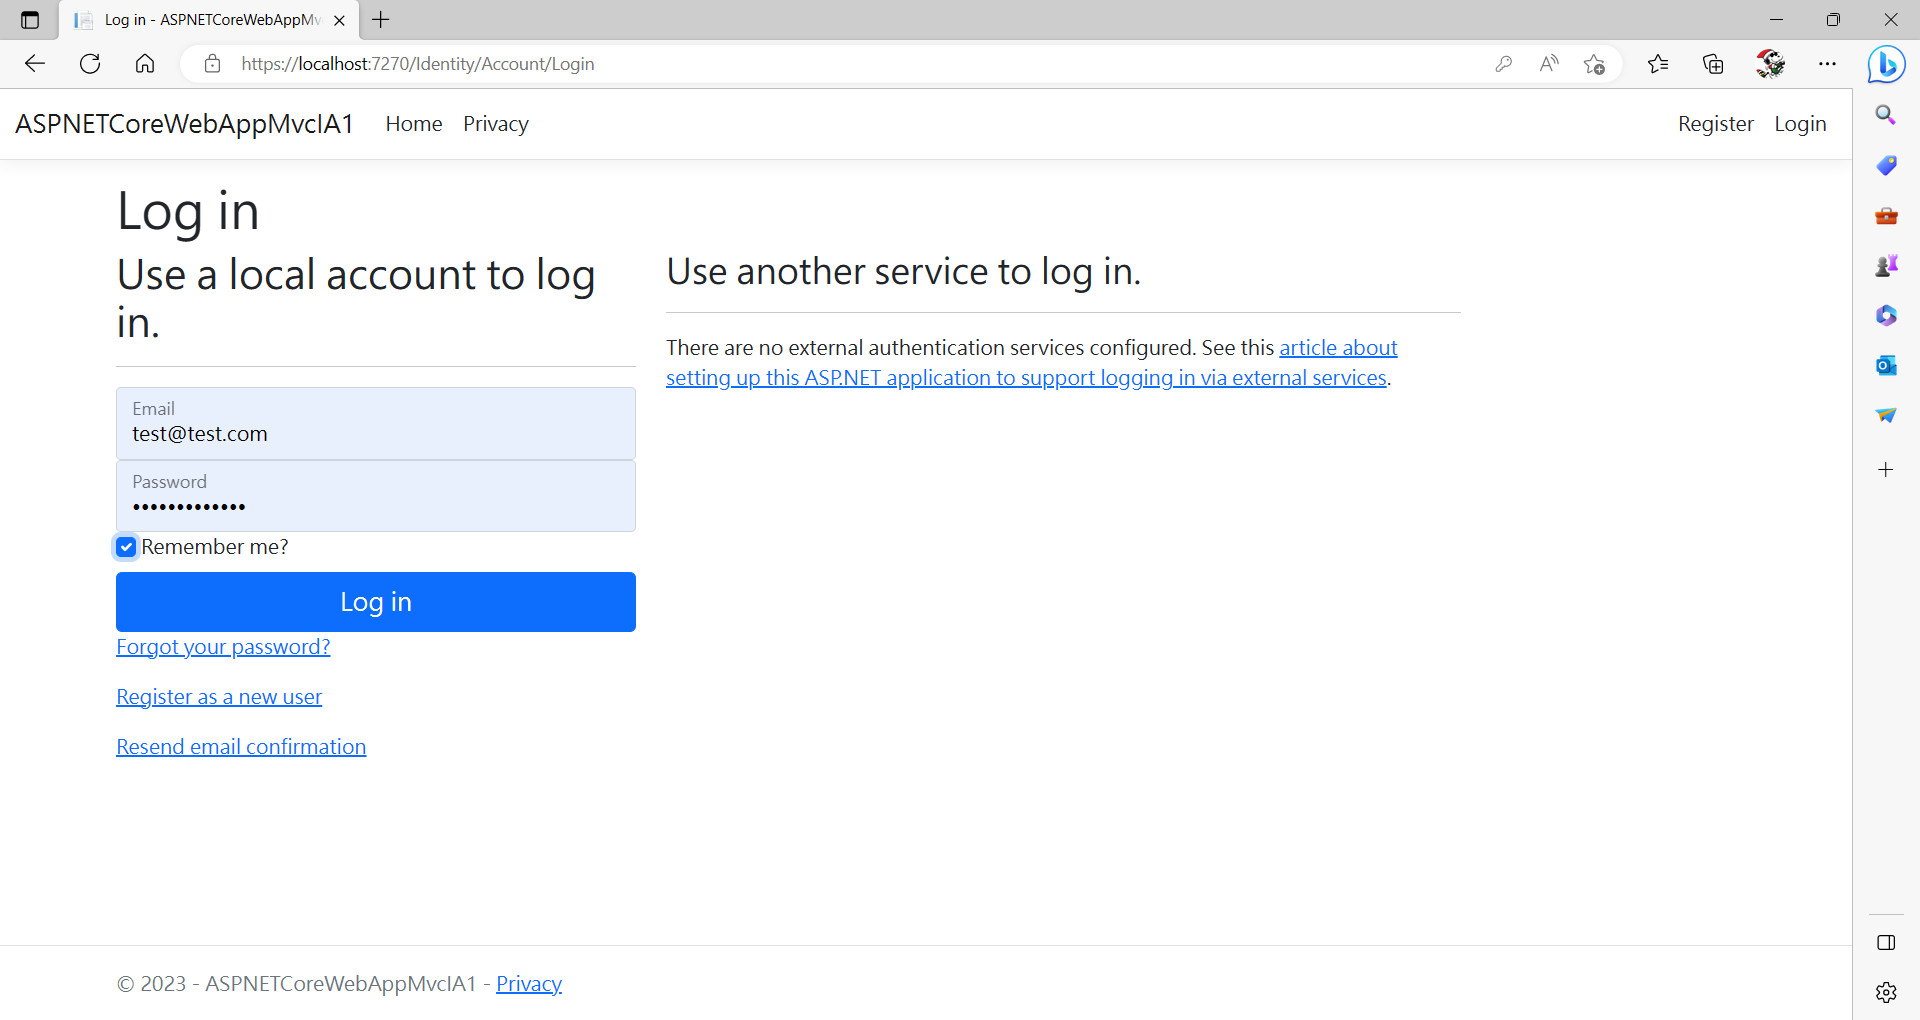 Log in - ASPNETCoreWebAppMv
https://localhost:7270/Identity/Account/Login
ASPNETCoreWebAppMvcIA1 Home Privacy Register Login
Log in
Use a local account to log
in.
Email
test@test.com
Password
•••••••••••••
Remember me?
Log in
Forgot your password?
Register as a new user
Resend email confirmation
Use another service to log in.
There are no external authentication services configured. See this article about
setting up this ASP.NET application to support logging in via external services.
© 2023 - ASPNETCoreWebAppMvcIA1 - Privacy